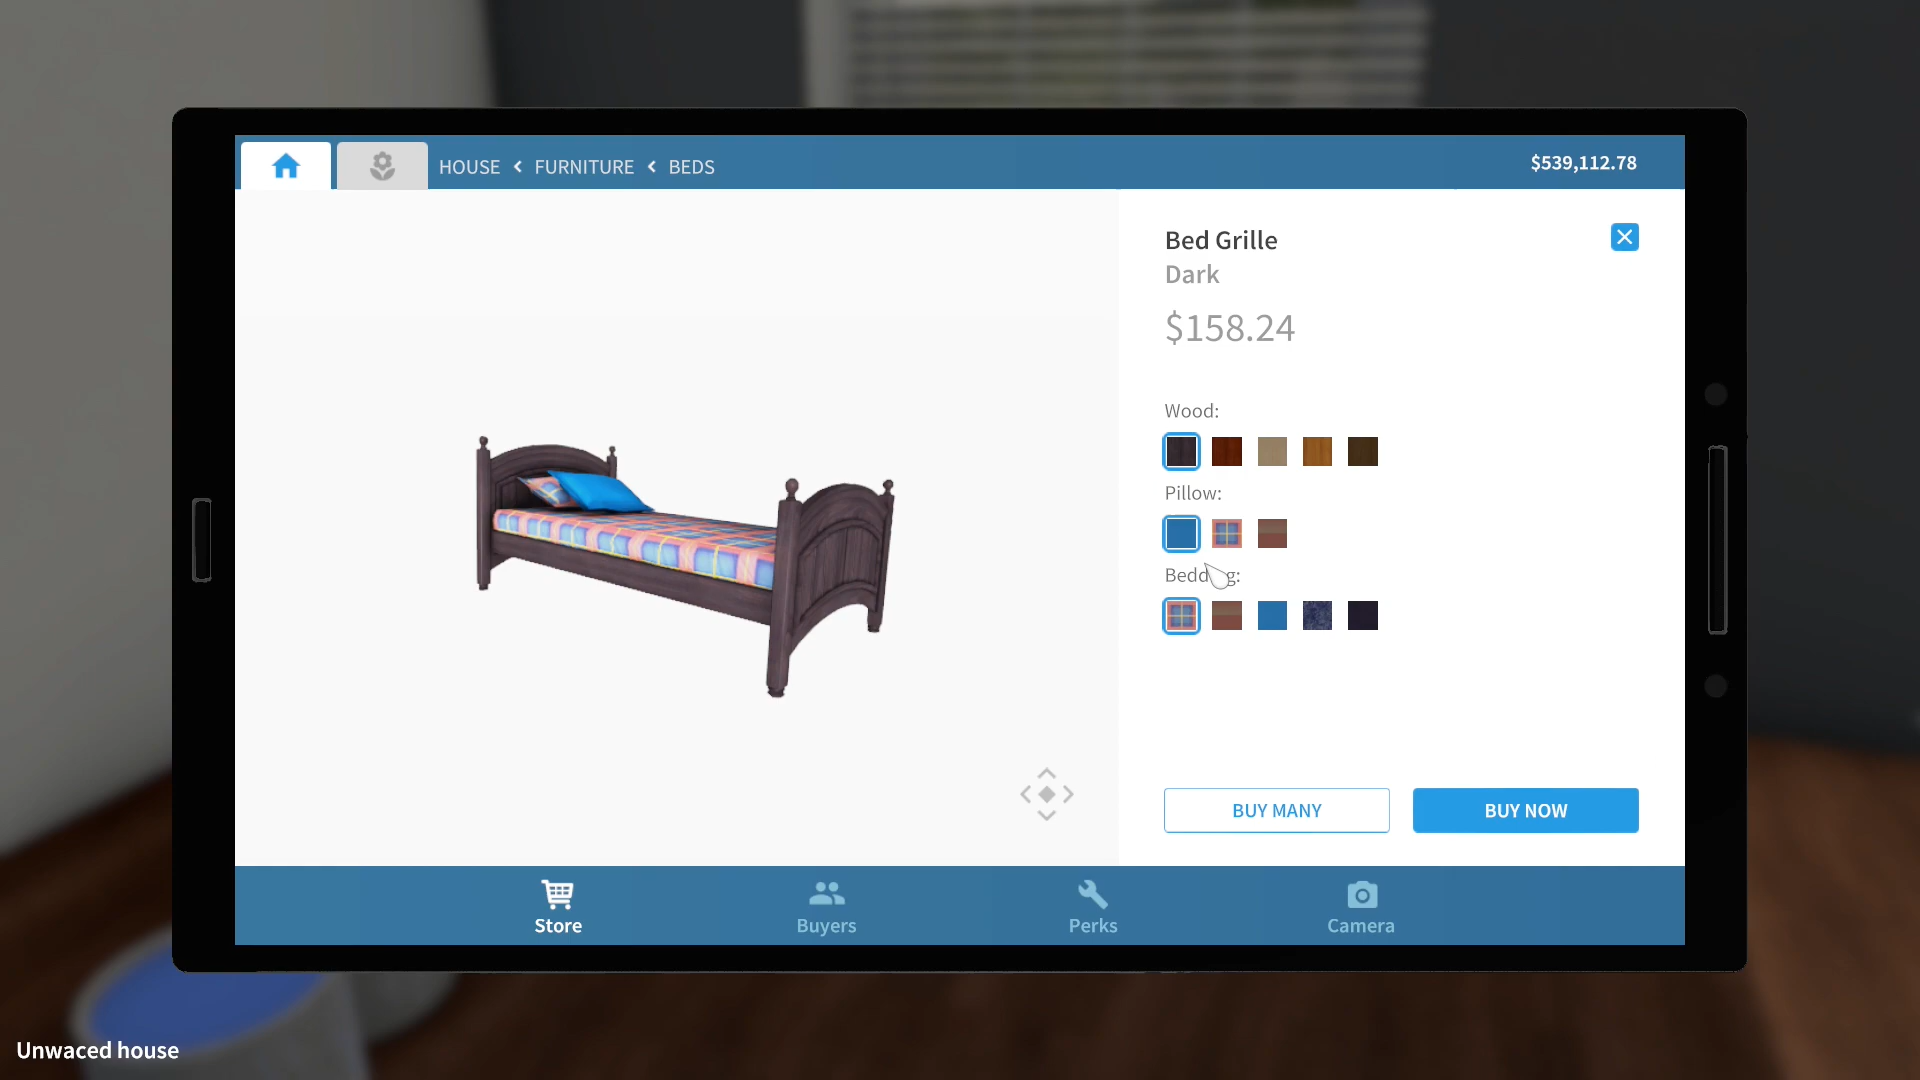 HOUSE < FURNITURE < BEDS
$539,112.78
Bed Grille
Dark
$158.24
Wood:
Pillow:
Bedd g:
BUY MANY
BUY NOW
Store
Buyers
Perks
Camera
Unwaced house